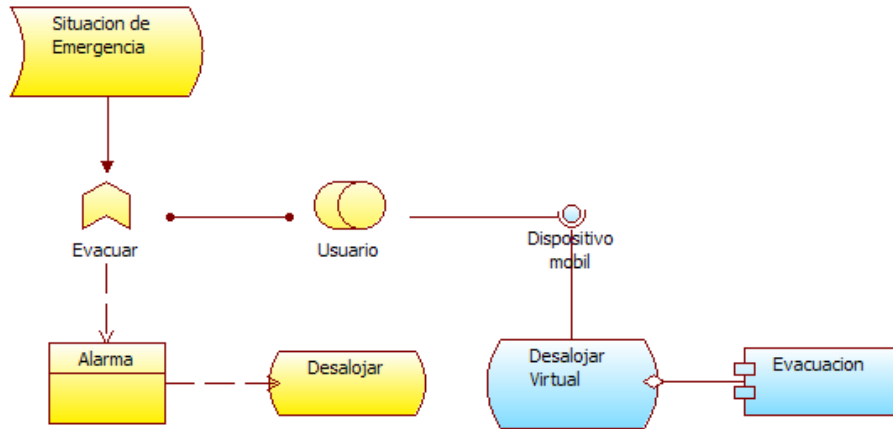 Situacion de
Emergencia
Evacuar
Usuario
Dispositivo
mobil
Alarma
Desalojar
Desalojar
Virtual
Evacuacion